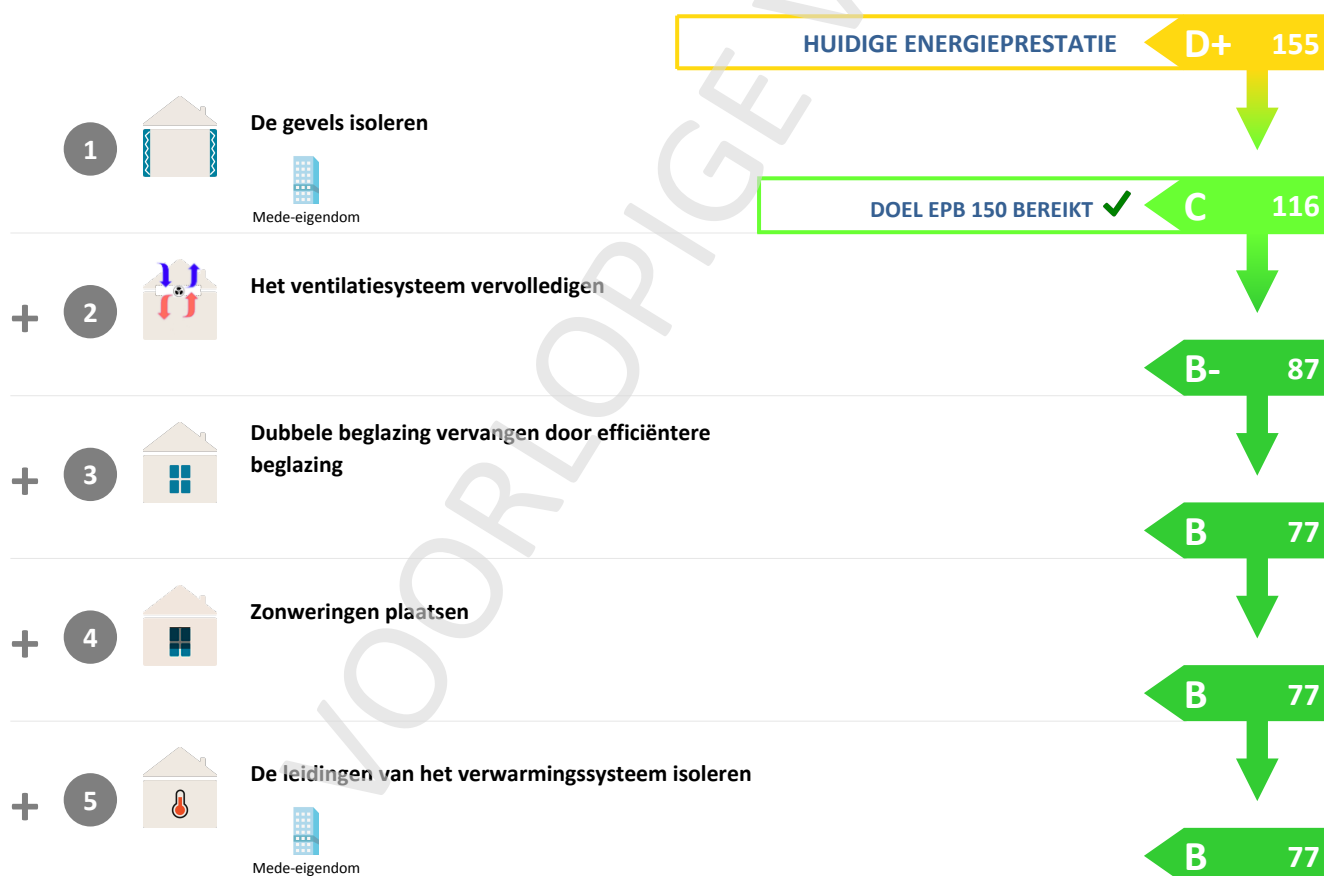 HUIDIGE ENERGIEPRESTATIE
D+ 155
1
De gevels isoleren
Mede-eigendom
DOEL EPB 150 BEREIKT ✔
C 116
+ 2
Het ventilatiesysteem vervolledigen
B- 87
+ 3
Dubbele beglazing vervangen door efficiëntere
beglazing
B 77
+ 4
Zonweringen plaatsen
B 77
+ 5
De leidingen van het verwarmingssysteem isoleren
Mede-eigendom
B 77
VOORLOPIGE V